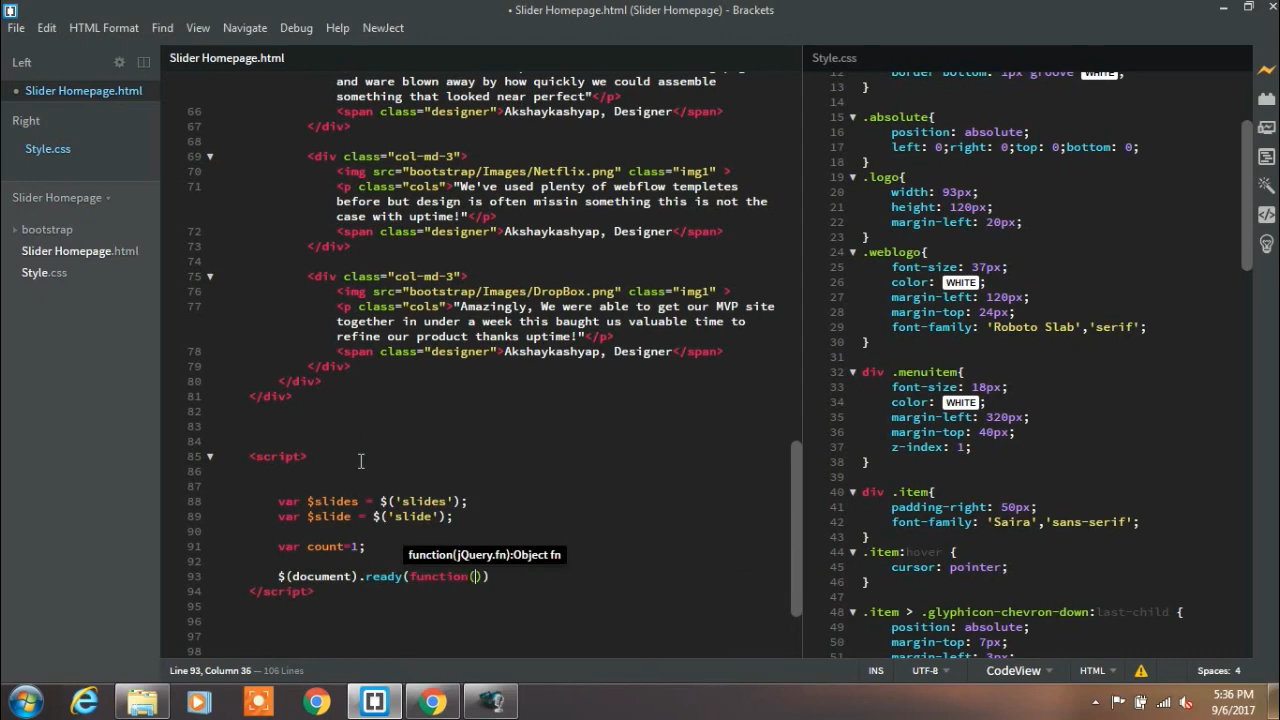 • Slider Homepage.html (Slider Homepage) - Brackets
File Edit HTML Format Find View Navigate Debug Help NewJect
Left
• Slider Homepage.html
Right
Style.css
Slider Homepage
bootstrap
Slider Homepage.html
Style.css
Slider Homepage.html
and ware blown away by how quickly we could assemble
something that looked near perfect"</p>
66 <span class="designer">Akshaykashyap, Designer</span>
67 </div>
68
69 <div class="col-md-3">
70 <img src="bootstrap/Images/Netflix.png" class="img1" >
71 <p class="cols">"We've used plenty of webflow templetes
before but design is often missin something this is not the
case with uptime!"</p>
72 <span class="designer">Akshaykashyap, Designer</span>
73 </div>
74
75 <div class="col-md-3">
76 <img src="bootstrap/Images/DropBox.png" class="img1" >
77 <p class="cols">"Amazingly, We were able to get our MVP site
together in under a week this baught us valuable time to
refine our product thanks uptime!"</p>
78 <span class="designer">Akshaykashyap, Designer</span>
79 </div>
80 </div>
81 </div>
82
83
84
85 <script>
86
87
88 var $slides = $('slides');
89 var $slide = $('slide');
90
91 var count=1;
function(jQuery.fn):Object fn
92
93 $(document).ready(function())
94 </script>
95
96
97
98
Style.css
12 border bottom: 1px groove WHITE;
13 }
14
15 .absolute{
16 position: absolute;
17 left: 0;right: 0;top: 0;bottom: 0;
18 }
19 .logo{
20 width: 93px;
21 height: 120px;
22 margin-left: 20px;
23 }
24 .weblogo{
25 font-size: 37px;
26 color: WHITE;
27 margin-left: 120px;
28 margin-top: 24px;
29 font-family: 'Roboto Slab','serif';
30 }
31
32 div .menuitem{
33 font-size: 18px;
34 color: WHITE;
35 margin-left: 320px;
36 margin-top: 40px;
37 z-index: 1;
38 }
39
40 div .item{
41 padding-right: 50px;
42 font-family: 'Saira','sans-serif';
43 }
44 .item:hover {
45 cursor: pointer;
46 }
47
48 .item > .glyphicon-chevron-down:last-child {
49 position: absolute;
50 margin-top: 7px;
51 margin-left: 3px;
Line 93, Column 36 — 106 Lines
INS UTF-8 CodeView HTML Spaces: 4
5:36 PM
9/6/2017